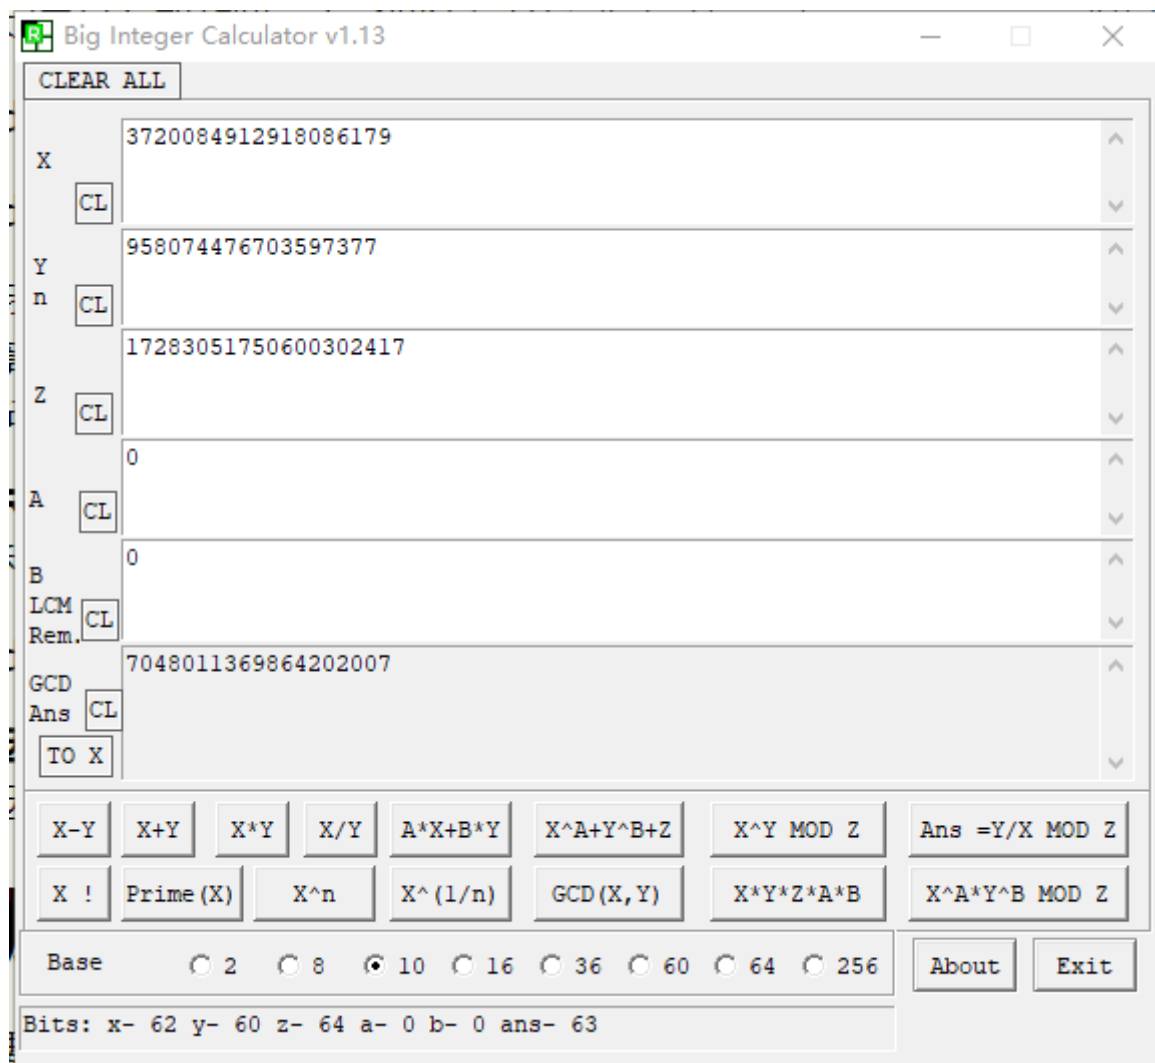 Big Integer Calculator v1.13
CLEAR ALL
X
CL
3720084912918086179
Y
n
CL
958074476703597377
Z
CL
17283051750600302417
A
CL
0
B
LCM
Rem.
CL
0
GCD
Ans
CL
TO X
7048011369864202007
X-Y X+Y X*Y X/Y A*X+B*Y X^A+Y^B+Z X^Y MOD Z Ans =Y/X MOD Z
X ! Prime(X) X^n X^(1/n) GCD(X,Y) X*Y*Z*A*B X^A*Y^B MOD Z
Base 2 8 10 16 36 60 64 256 About Exit
Bits: x- 62 y- 60 z- 64 a- 0 b- 0 ans- 63